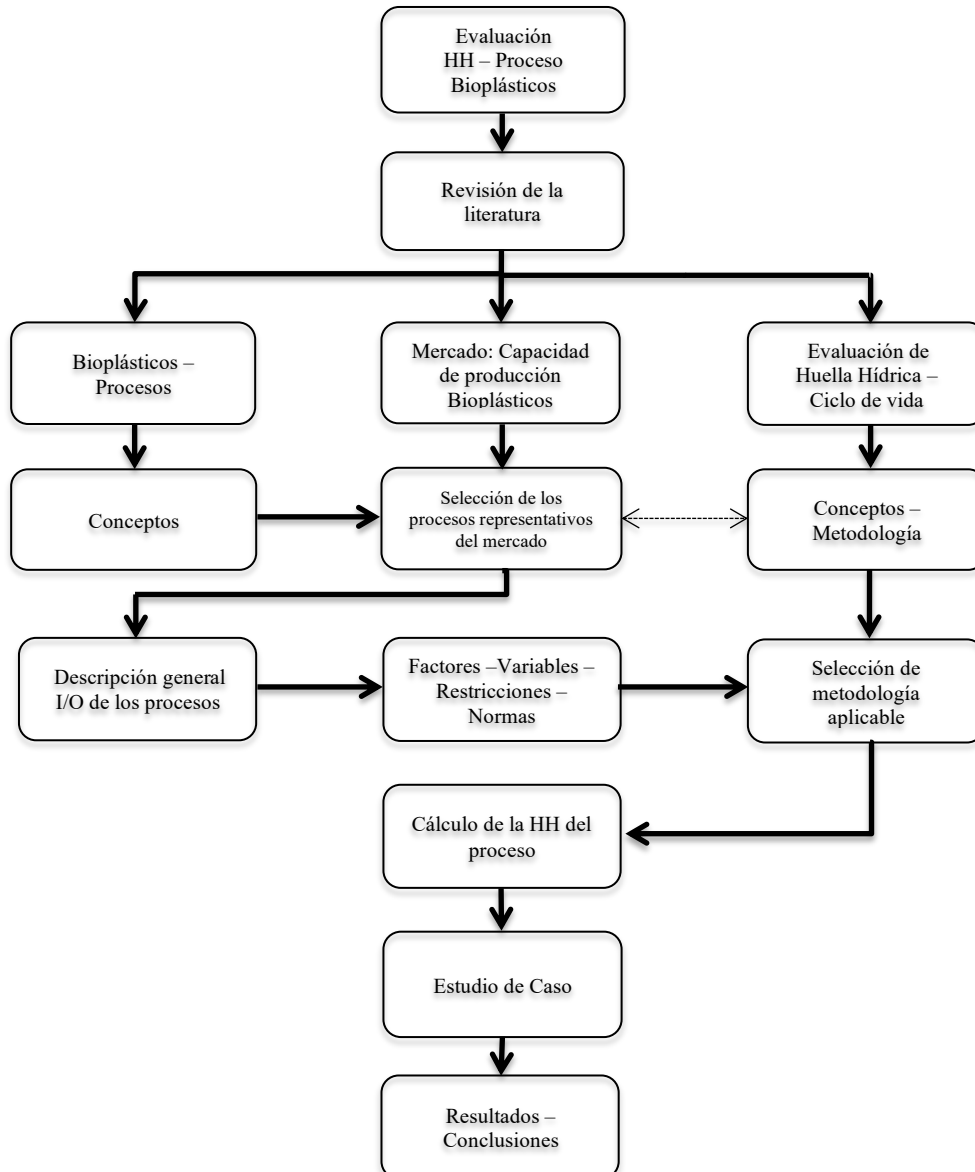 Evaluación
HH – Proceso
Bioplásticos
Revisión de la
literatura
Bioplásticos –
Procesos
Mercado: Capacidad
de producción
Bioplásticos
Evaluación de
Huella Hídrica –
Ciclo de vida
Conceptos
Selección de los
procesos representativos
del mercado
Conceptos –
Metodología
Descripción general
I/O de los procesos
Factores –Variables –
Restricciones –
Normas
Selección de
metodología
aplicable
Cálculo de la HH del
proceso
Estudio de Caso
Resultados –
Conclusiones